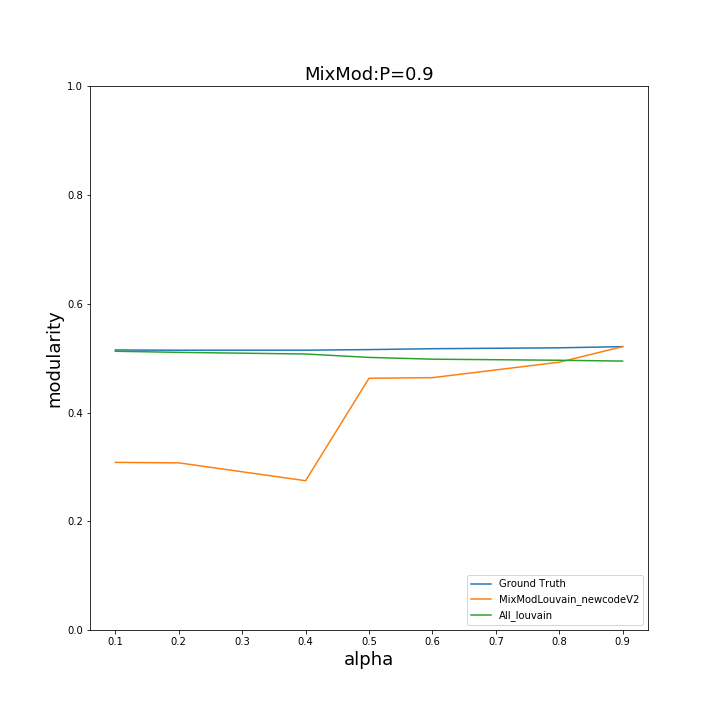 MixMod:P=0.9
1.0
0.8
0.6
0.4
0.2
0.0
modularity
0.1 0.2 0.3 0.4 0.5 0.6 0.7 0.8 0.9
alpha
Ground Truth
MixModLouvain_newcodeV2
All_louvain